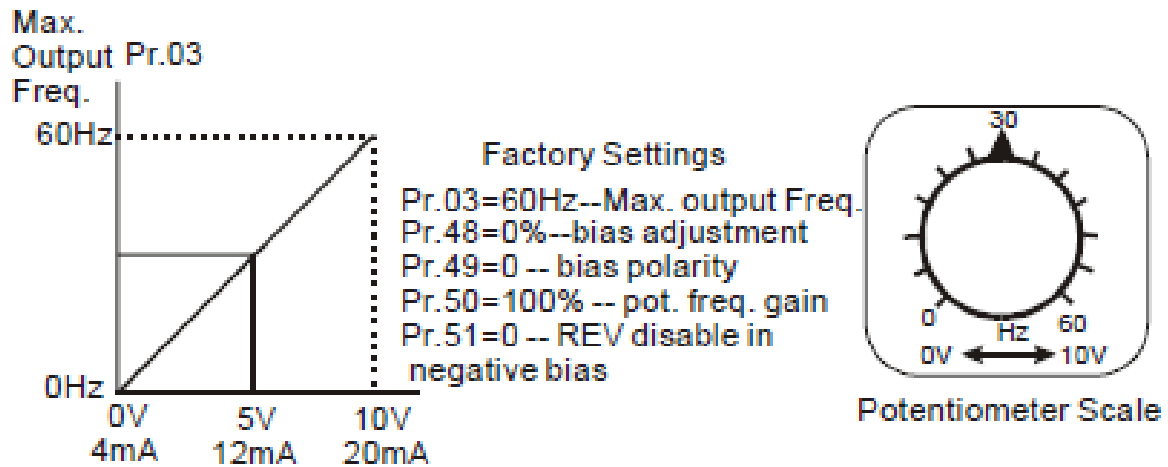 Max.
Output Pr.03
Freq.
60Hz
0Hz
0V 5V 10V
4mA 12mA 20mA
Factory Settings
Pr.03=60Hz--Max. output Freq.
Pr.48=0%--bias adjustment
Pr.49=0 -- bias polarity
Pr.50=100% -- pot. freq. gain
Pr.51=0 -- REV disable in
negative bias
30
0 Hz 60
0V 10V
Potentiometer Scale